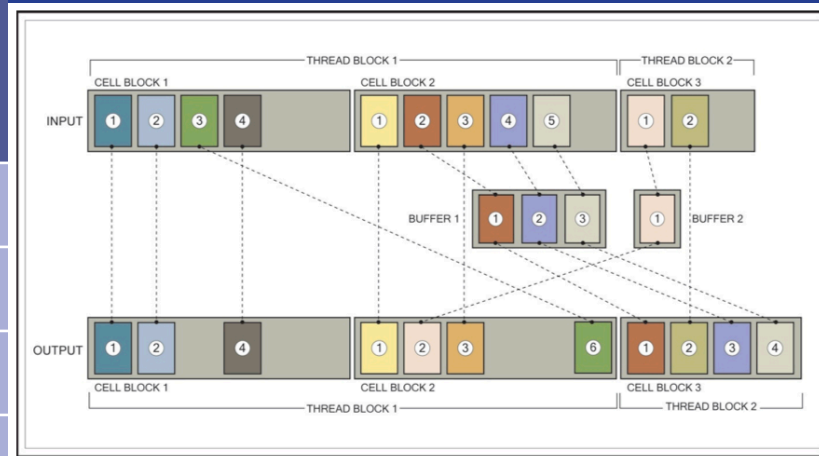 THREAD BLOCK 1 THREAD BLOCK 2
CELL BLOCK 1 CELL BLOCK 2 CELL BLOCK 3
INPUT 1 2 3 4 1 2 3 4 5 1 2
BUFFER 1 1 2 3 1 BUFFER 2
OUTPUT 1 2 4 1 2 3 6 1 2 3 4
CELL BLOCK 1 CELL BLOCK 2 CELL BLOCK 3
THREAD BLOCK 1 THREAD BLOCK 2